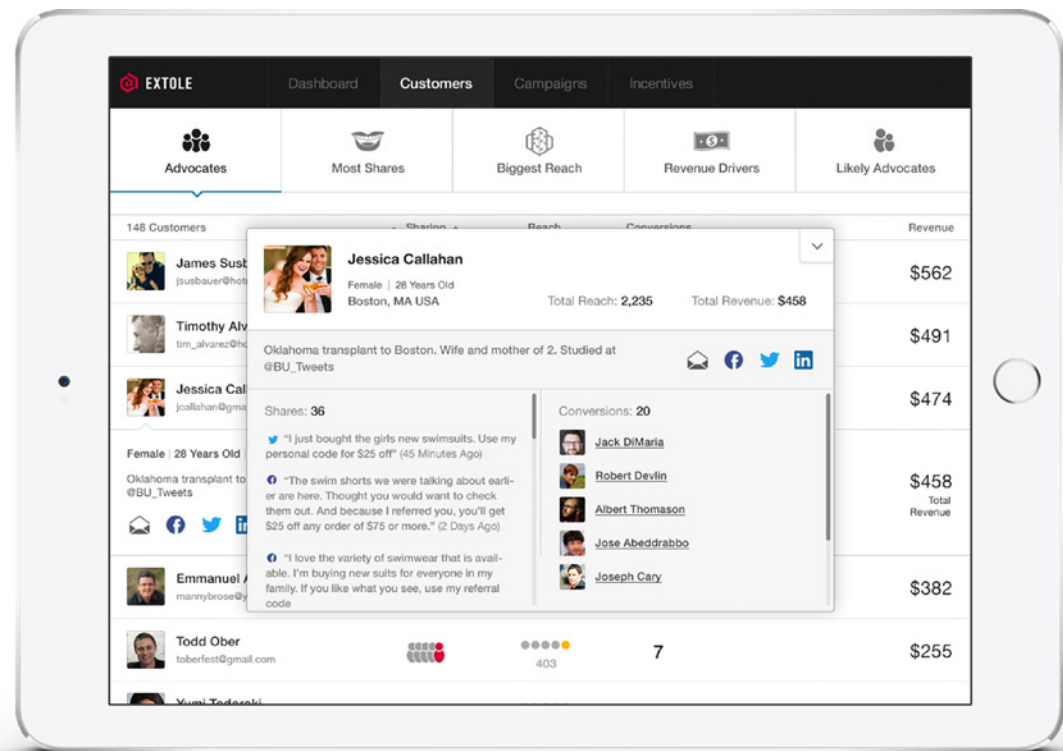 EXTOLE
Dashboard
Customers
Campaigns
Incentives
Advocates
Most Shares
Biggest Reach
Revenue Drivers
Likely Advocates
148 Customers
Sharing
Reach
Conversions
Revenue
James Susb
jsusbauer@hot
$562
Timothy Alv
tim_alvarez@ho
$491
Jessica Cal
jcallahan@gma
$474
Female | 28 Years Old
Oklahoma transplant to
@BU_Tweets
$458
Total
Revenue
Jessica Callahan
Female | 28 Years Old
Boston, MA USA
Total Reach: 2,235
Total Revenue: $458
Oklahoma transplant to Boston. Wife and mother of 2. Studied at
@BU_Tweets
in
Shares: 36
"I just bought the girls new swimsuits. Use my
personal code for $25 off" (45 Minutes Ago)
"The swim shorts we were talking about earli-
er are here. Thought you would want to check
them out. And because I referred you, you'll get
$25 off any order of $75 or more." (2 Days Ago)
"I love the variety of swimwear that is avail-
able. I'm buying new suits for everyone in my
family. If you like what you see, use my referral
code
Conversions: 20
Jack DiMaria
Robert Devlin
Albert Thomason
Jose Abeddrabbo
Joseph Cary
Emmanuel
mannybrose@y
$382
Todd Ober
toberfest@gmail.com
403
7
$255